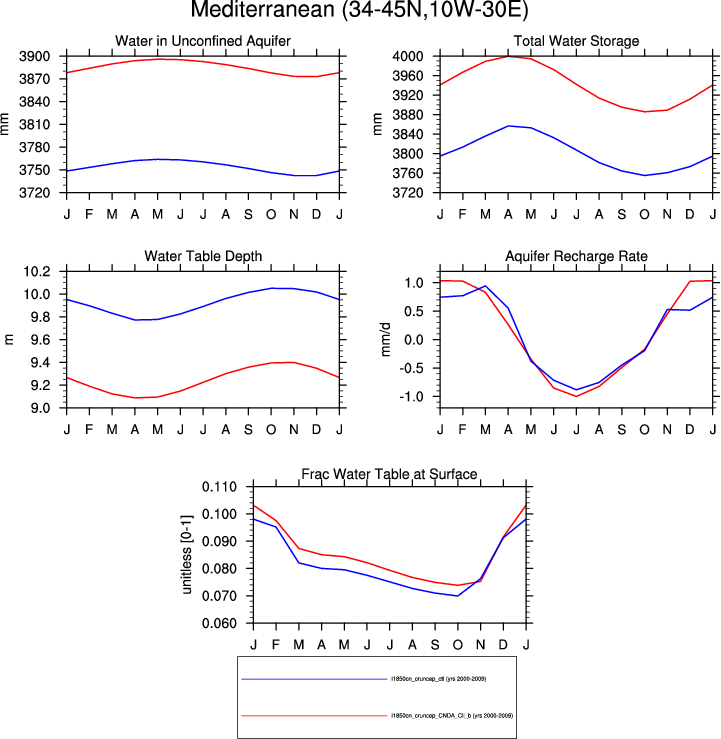 Mediterranean (34-45N,10W-30E)
Water in Unconfined Aquifer
3900
3870
3840
3810
3780
3750
3720
mm
J F M A M J J A S O N D J
Total Water Storage
4000
3960
3920
3880
3840
3800
3760
3720
mm
J F M A M J J A S O N D J
Water Table Depth
10.2
10.0
9.8
9.6
9.4
9.2
9.0
m
J F M A M J J A S O N D J
Aquifer Recharge Rate
1.0
0.5
0.0
-0.5
-1.0
mm/d
J F M A M J J A S O N D J
Frac Water Table at Surface
0.110
0.100
0.090
0.080
0.070
0.060
unitless [0-1]
J F M A M J J A S O N D J
i1850cn_cruncep_ctl (yrs 2000-2009)
i1850cn_cruncep_CNDA_Cli_b (yrs 2000-2009)